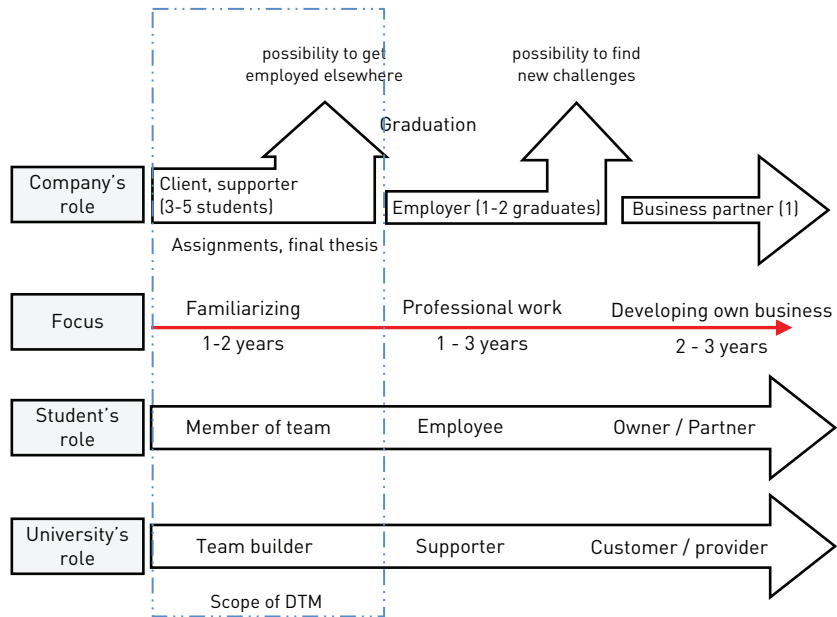 possibility to get
employed elsewhere
possibility to find
new challenges
Graduation
Company's
role
Client, supporter
(3-5 students)
Employer (1-2 graduates)
Business partner (1)
Assignments, final thesis
Focus
Familiarizing
Professional work
Developing own business
1-2 years
1 - 3 years
2 - 3 years
Student's
role
Member of team
Employee
Owner / Partner
University's
role
Team builder
Supporter
Customer / provider
Scope of DTM